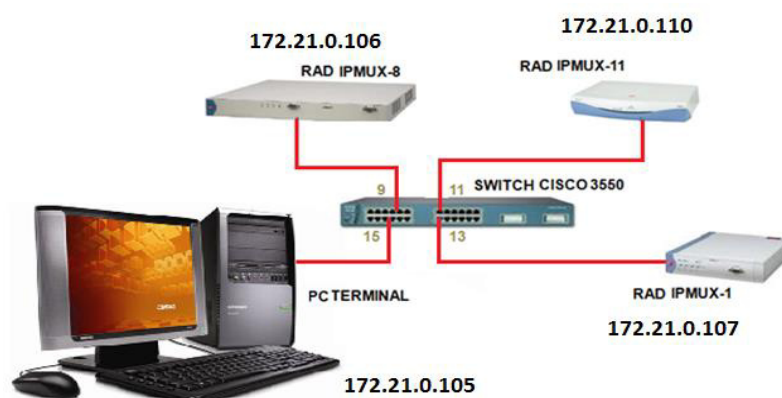 172.21.0.106
172.21.0.110
RAD IPMUX-8
RAD IPMUX-11
9
11
SWITCH CISCO 3550
15
13
PC TERMINAL
RAD IPMUX-1
172.21.0.107
172.21.0.105